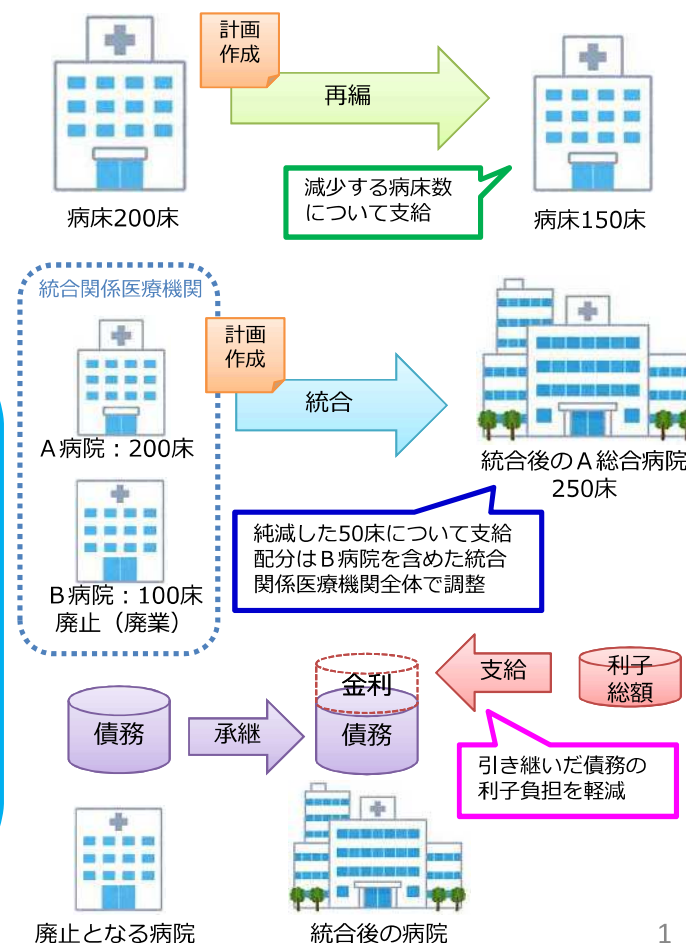 計画
作成
再編
減少する病床数
について支給
病床200床
病床150床
統合関係医療機関
計画
作成
統合
A病院：200床
統合後のA総合病院
250床
B病院：100床
廃止（廃業）
純減した50床について支給
配分はB病院を含めた統合
関係医療機関全体で調整
債務
承継
金利
債務
支給
利子
総額
引き継いだ債務の
利子負担を軽減
廃止となる病院
統合後の病院
1